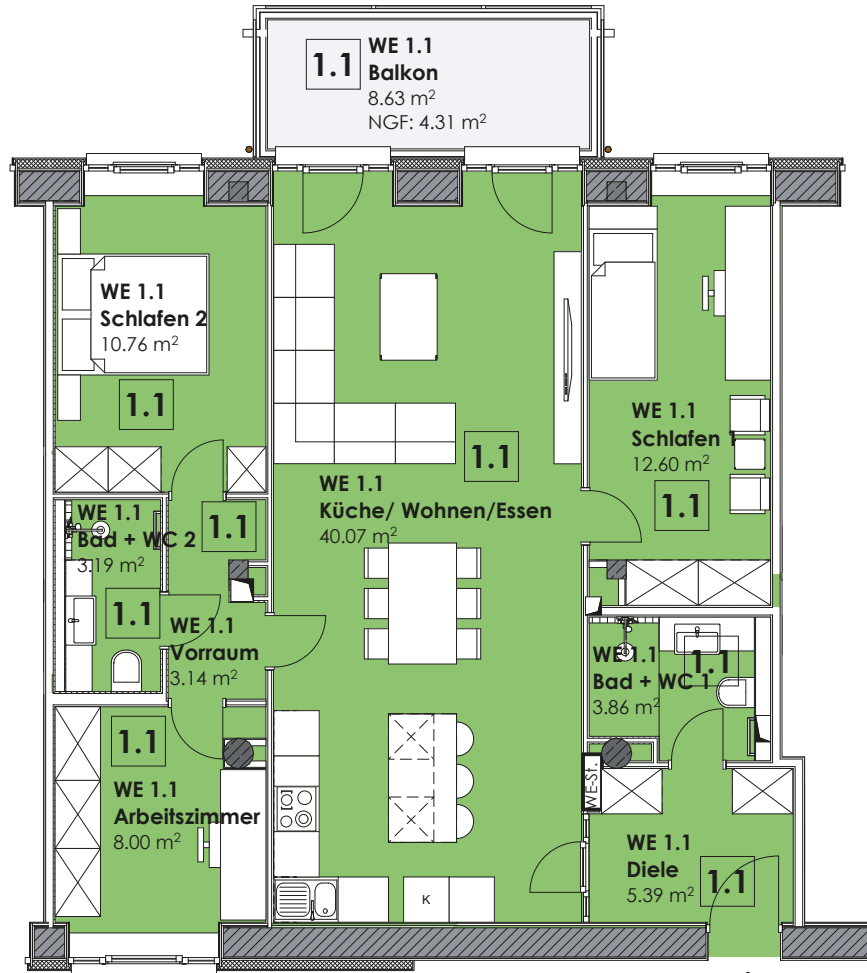 1.1
WE 1.1
Balkon
8.63 m²
NGF: 4.31 m²
WE 1.1
Schlafen 2
10.76 m²
1.1
WE 1.1
Küche/ Wohnen/Essen
40.07 m²
1.1
WE 1.1
Schlafen 1
12.60 m²
1.1
WE 1.1
Bad + WC 2
3.19 m²
1.1
1.1
WE 1.1
Vorraum
3.14 m²
WE 1.1
Bad + WC 1
3.86 m²
1.1
1.1
WE 1.1
Arbeitszimmer
8.00 m²
WE-St.
K
WE 1.1
Diele
5.39 m²
1.1